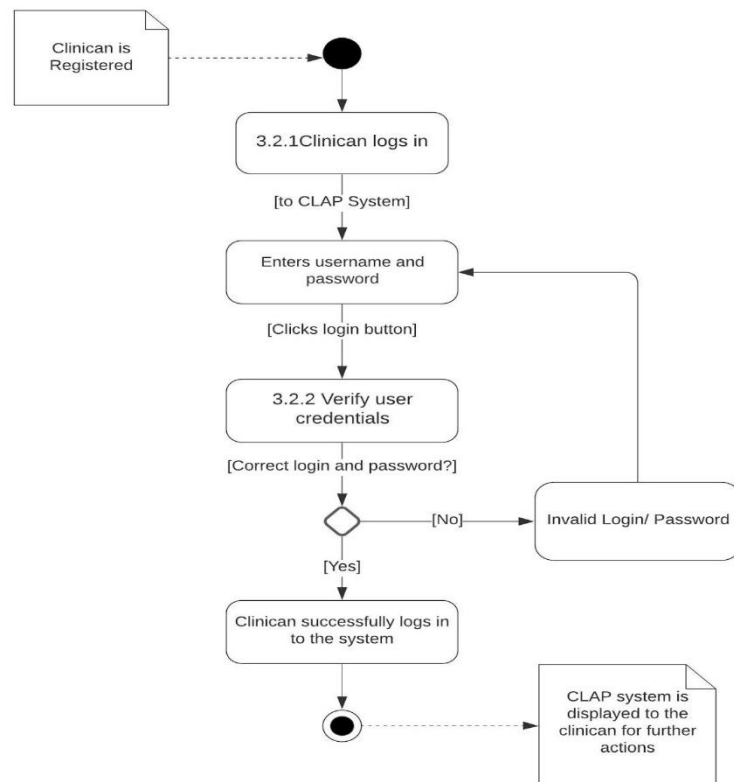 Clinican is
Registered
3.2.1Clinican logs in
[to CLAP System]
Enters username and
password
[Clicks login button]
3.2.2 Verify user
credentials
[Correct login and password?]
[No]
Invalid Login/ Password
[Yes]
Clinican successfully logs in
to the system
CLAP system is
displayed to the
clinican for further
actions